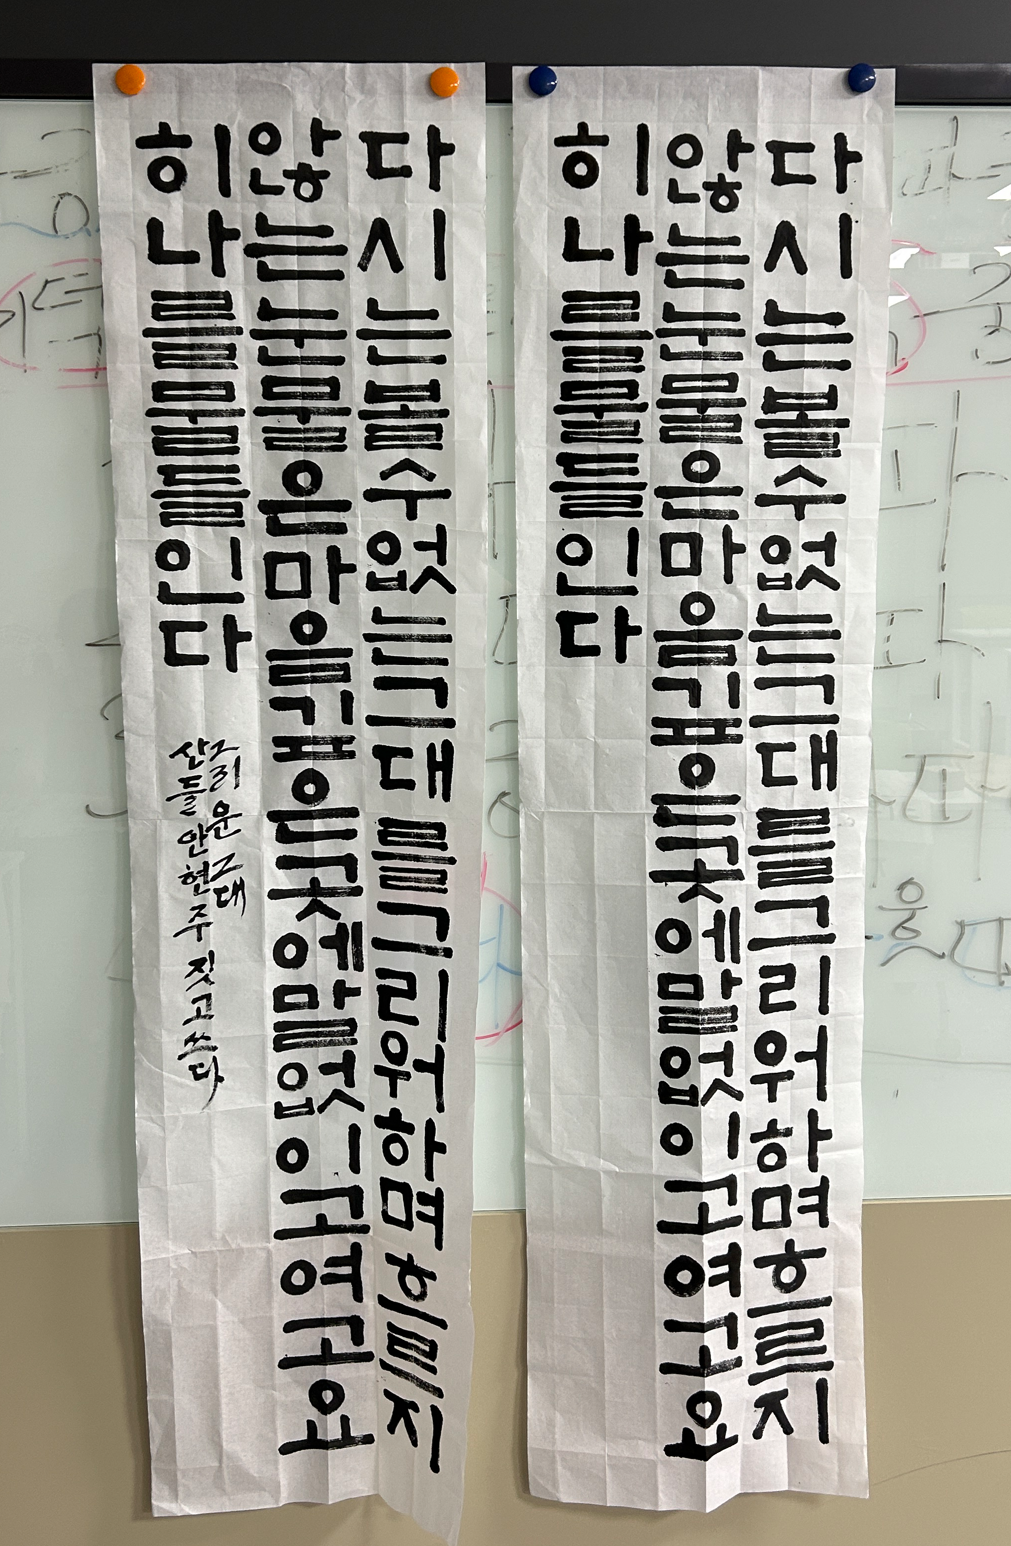 다시는볼수없는그대를그리워하며흐르지
않는눈물은마음깊은곳에말없이고여고요
히나를물들인다
그리운그대
산들안현주짓고쓰다
다시는볼수없는그대를그리워하며흐르지
않는눈물은마음깊은곳에말없이고여고요
히나를물들인다